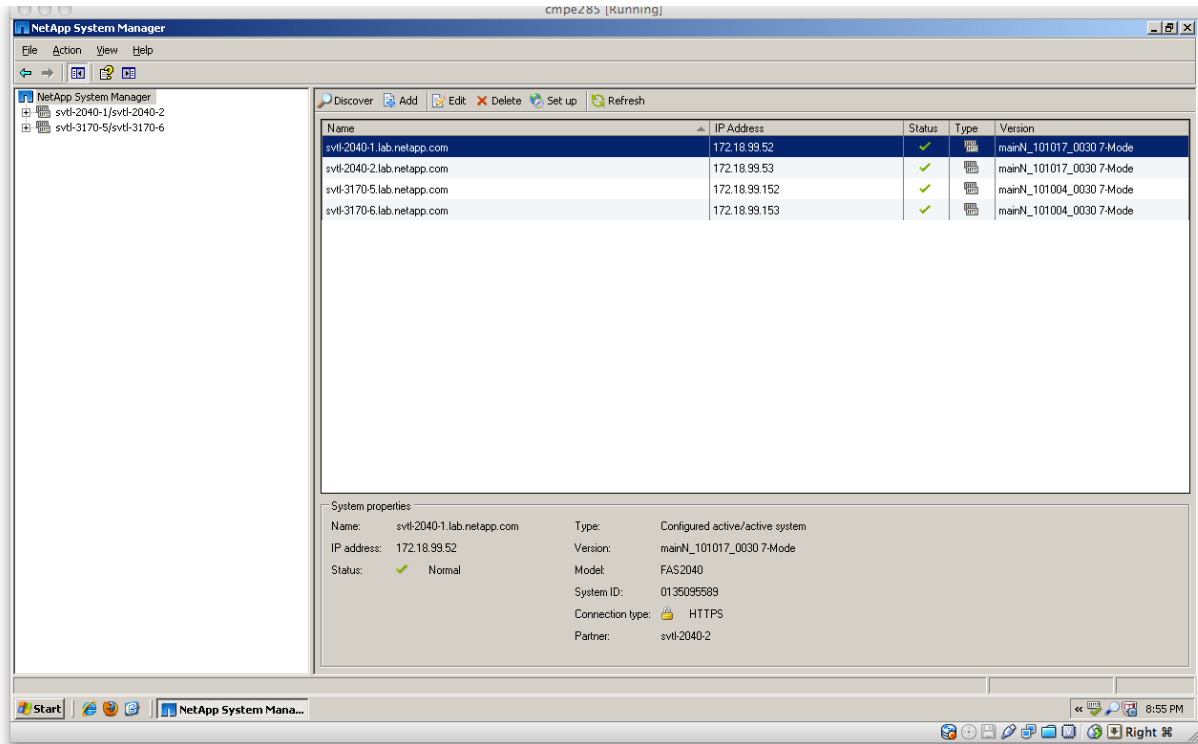 cmpe285 [Running]
NetApp System Manager
File Action View Help
NetApp System Manager
svtl-2040-1/svtl-2040-2
svtl-3170-5/svtl-3170-6
Discover Add Edit Delete Set up Refresh
Name IP Address Status Type Version
svtl-2040-1.lab.netapp.com 172.18.99.52 mainN_101017_0030 7-Mode
svtl-2040-2.lab.netapp.com 172.18.99.53 mainN_101017_0030 7-Mode
svtl-3170-5.lab.netapp.com 172.18.99.152 mainN_101004_0030 7-Mode
svtl-3170-6.lab.netapp.com 172.18.99.153 mainN_101004_0030 7-Mode
System properties
Name: svtl-2040-1.lab.netapp.com Type: Configured active/active system
IP address: 172.18.99.52 Version: mainN_101017_0030 7-Mode
Status: Normal Model: FAS2040
System ID: 0135095589
Connection type: HTTPS
Partner: svtl-2040-2
Start NetApp System Mana... « 8:55 PM
Right ⌘